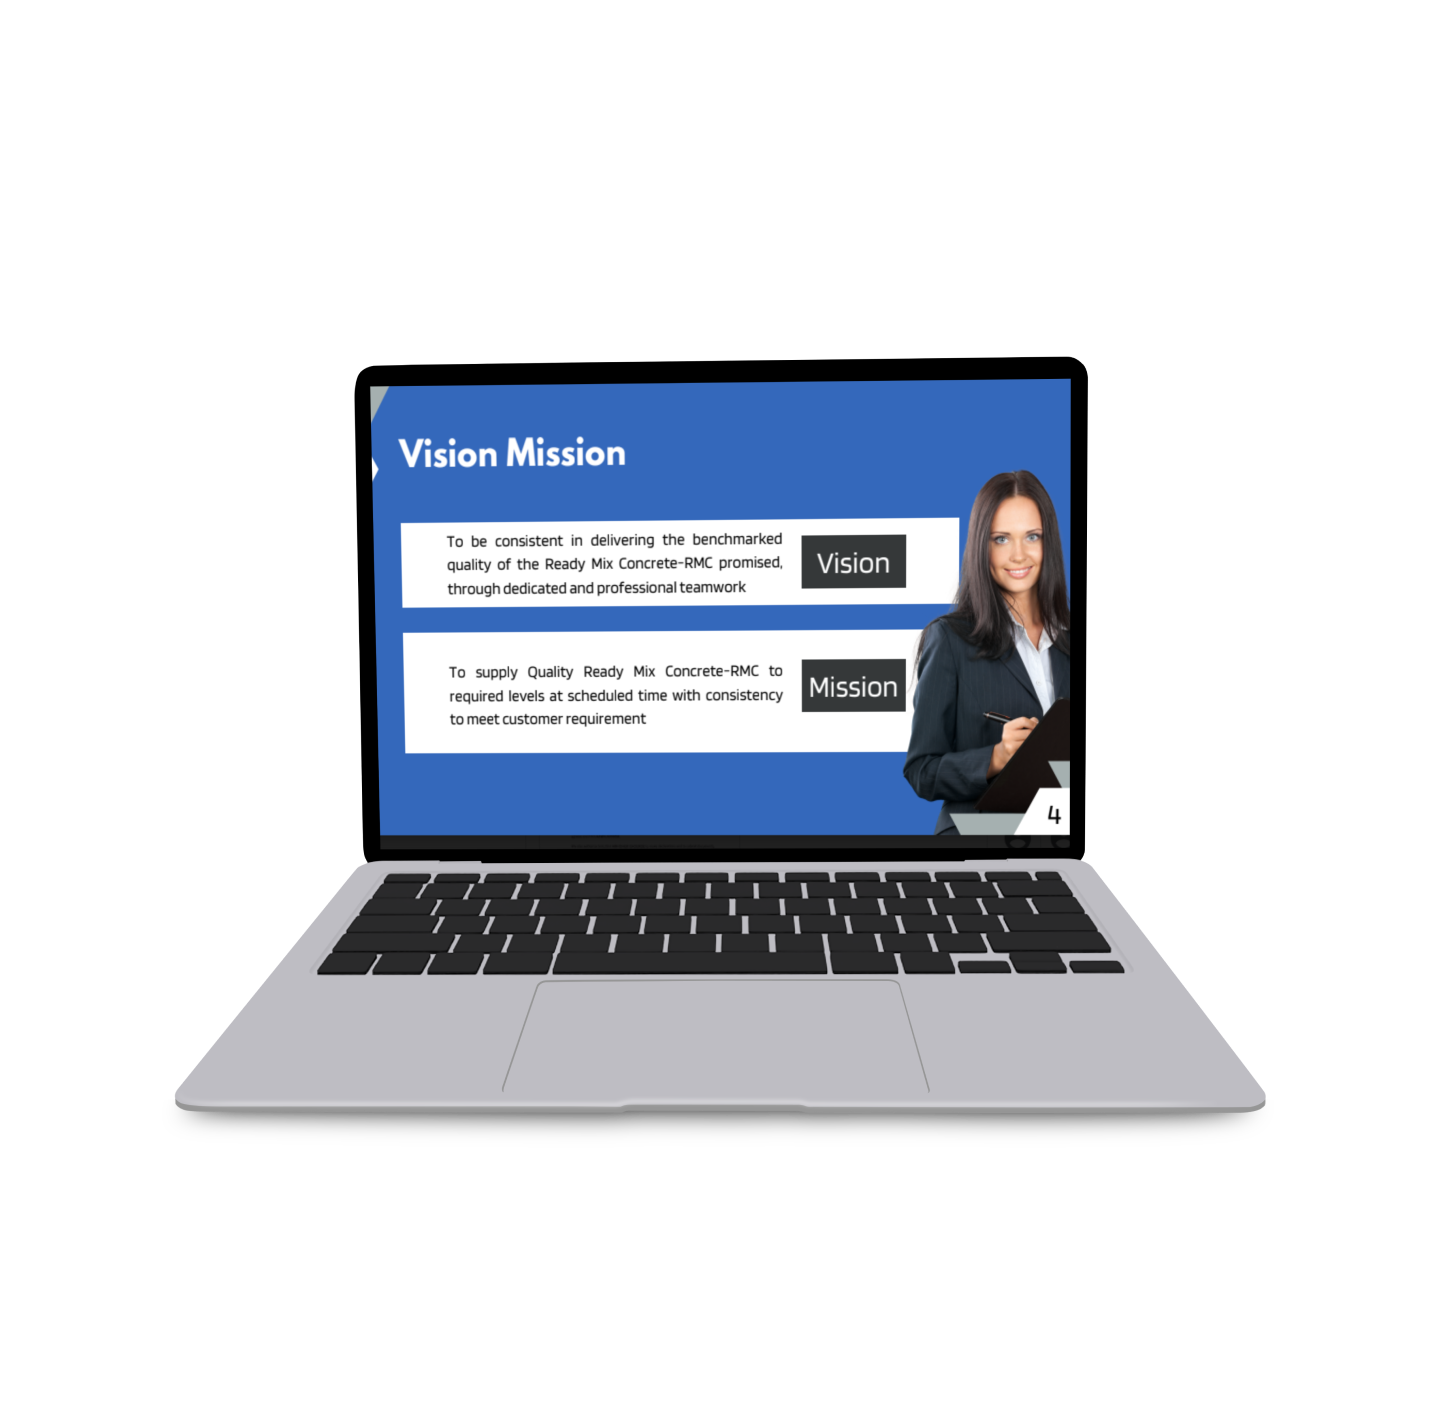 Vision Mission
To be consistent in delivering the benchmarked
quality of the Ready Mix Concrete-RMC promised,
through dedicated and professional teamwork
Vision
To supply Quality Ready Mix Concrete-RMC to
required levels at scheduled time with consistency
to meet customer requirement
Mission
4